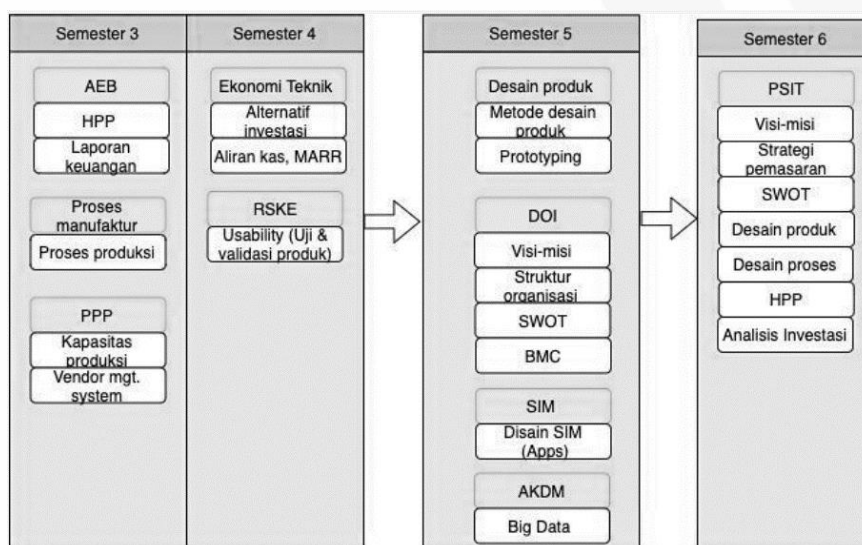 Semester 3
AEB
HPP
Laporan
keuangan
Proses
manufaktur
Proses produksi
PPP
Kapasitas
produksi
Vendor mgt.
system
Semester 4
Ekonomi Teknik
Alternatif
investasi
Aliran kas, MARR
RSKE
Usability (Uji &
validasi produk)
Semester 5
Desain produk
Metode desain
produk
Prototyping
DOI
Visi-misi
Struktur
organisasi
SWOT
BMC
SIM
Disain SIM
(Apps)
AKDM
Big Data
Semester 6
PSIT
Visi-misi
Strategi
pemasaran
SWOT
Desain produk
Desain proses
HPP
Analisis Investasi